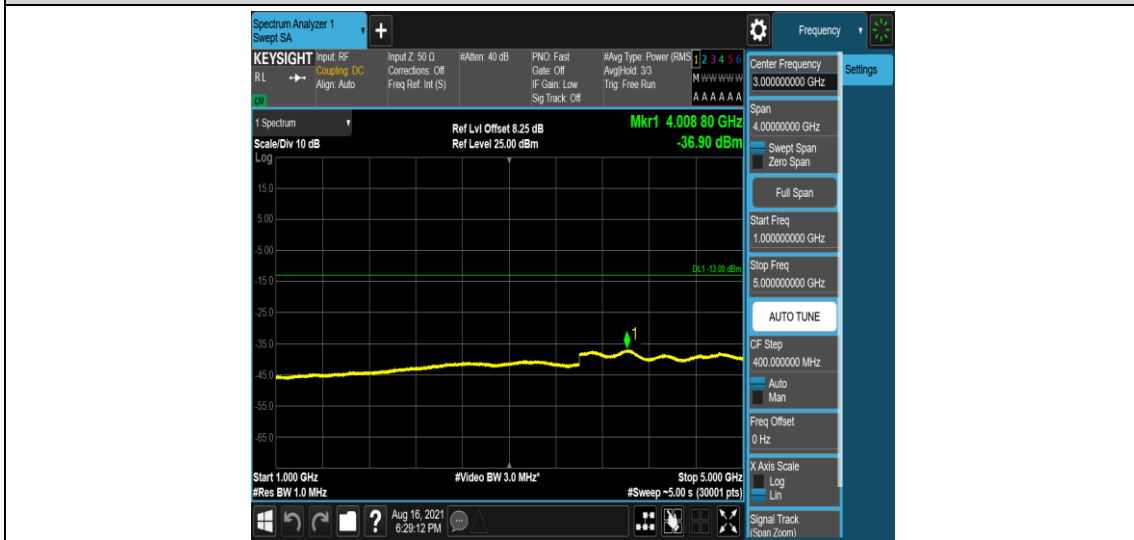 Spectrum Analyzer 1
Swept SA
+
Frequency
KEYSIGHT
RL
Input: RF
Coupling: DC
Align: Auto
Input Z: 50 Ω
Corrections: Off
Freq Ref: Int (S)
#Atten: 40 dB
PNO: Fast
Gate: Off
IF Gain: Low
Sig Track: Off
#Avg Type: Power (RMS
Avg|Hold: 3/3
Trig: Free Run
1 2 3 4 5 6
M W W W W W
A A A A A A
Center Frequency
3.000000000 GHz
Settings
Span
4.00000000 GHz
Swept Span
Zero Span
Full Span
Start Freq
1.000000000 GHz
Stop Freq
5.000000000 GHz
AUTO TUNE
CF Step
400.000000 MHz
Auto
Man
Freq Offset
0 Hz
X Axis Scale
Log
Lin
Signal Track
(Span Zoom)
1 Spectrum
Scale/Div 10 dB
Log
Ref Lvl Offset 8.25 dB
Ref Level 25.00 dBm
Mkr1 4.008 80 GHz
-36.90 dBm
15.0
5.00
-5.00
DL1 -13.00 dBm
-15.0
-25.0
1
-35.0
-45.0
-55.0
-65.0
Start 1.000 GHz
#Res BW 1.0 MHz
#Video BW 3.0 MHz*
Stop 5.000 GHz
#Sweep ~5.00 s (30001 pts)
?
Aug 16, 2021
6:29:12 PM